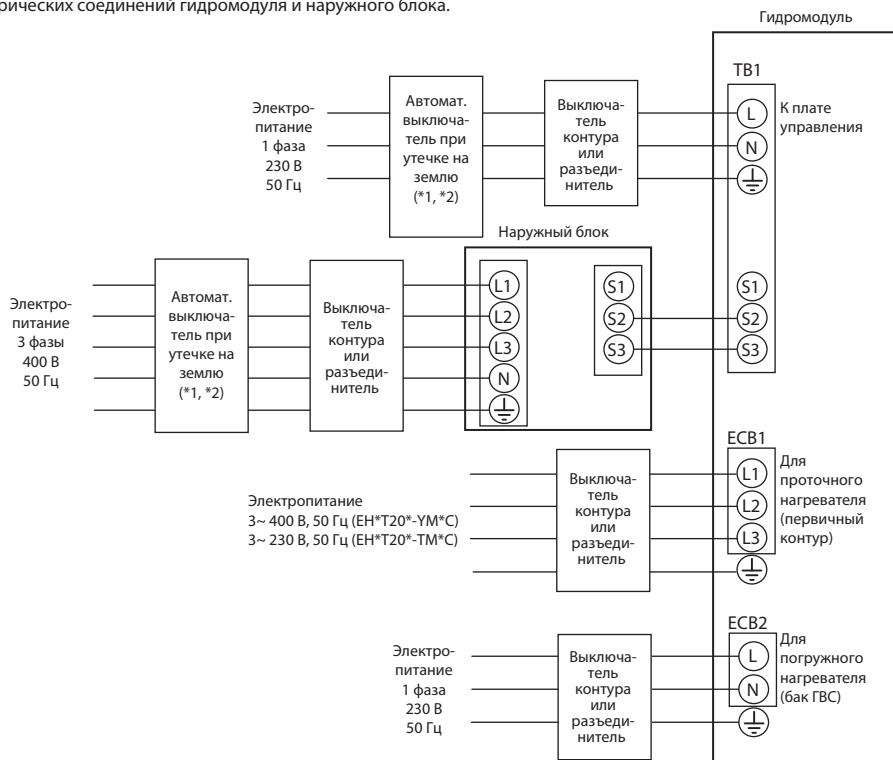 рических соединений гидромодуля и наружного блока.
Гидромодуль
TB1
Электро-
питание
1 фаза
230 В
50 Гц
Автомат.
выключа-
тель при
утечке на
землю
(*1, *2)
Выключа-
тель
контура
или
разъеди-
нитель
L
N
К плате
управления
Наружный блок
Электро-
питание
3 фазы
400 В
50 Гц
Автомат.
выключа-
тель при
утечке на
землю
(*1, *2)
Выключа-
тель
контура
или
разъеди-
нитель
L1
L2
L3
N
S1
S2
S3
S1
S2
S3
ECB1
Электропитание
3~ 400 В, 50 Гц (EH*T20*-YM*C)
3~ 230 В, 50 Гц (EH*T20*-TM*C)
Выключа-
тель
контура
или
разъеди-
нитель
L1
L2
L3
Для
проточного
нагревателя
(первичный
контур)
ECB2
Электро-
питание
1 фаза
230 В
50 Гц
Выключа-
тель
контура
или
разъеди-
нитель
L
N
Для
погружного
нагревателя
(бак ГВС)